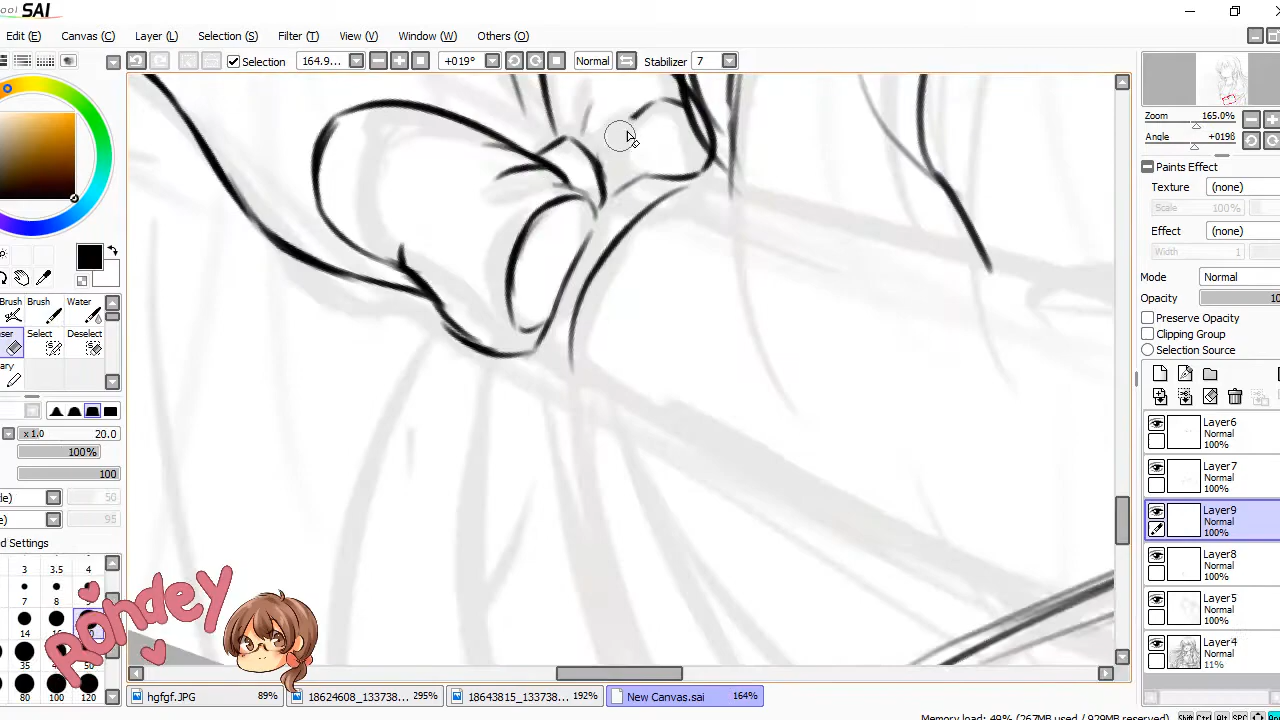 ool SAI
Edit (E) Canvas (C) Layer (L) Selection (S) Filter (T) View (V) Window (W) Others (O)
Selection 164.9... +019° Normal Stabilizer 7
Zoom 165.0%
Angle +0198
Paints Effect
Texture (none)
Scale 100%
Effect (none)
Width 1
Mode Normal
Opacity 10
Preserve Opacity
Clipping Group
Selection Source
Brush Brush Water
ser Select Deselect
ary
x 1.0 20.0
100%
100
le) 50
e) 95
d Settings
3 3.5 4
7 8
14
35 50
80 100 120
Rondey
Layer6
Normal
100%
Layer7
Normal
100%
Layer9
Normal
100%
Layer8
Normal
100%
Layer5
Normal
100%
Layer4
Normal
11%
hgfgf.JPG 89% 18624608_133738... 295% 18643815_133738... 192% New Canvas.sai 164%
Memory load: 49% (267MB used / 929MB reserved)